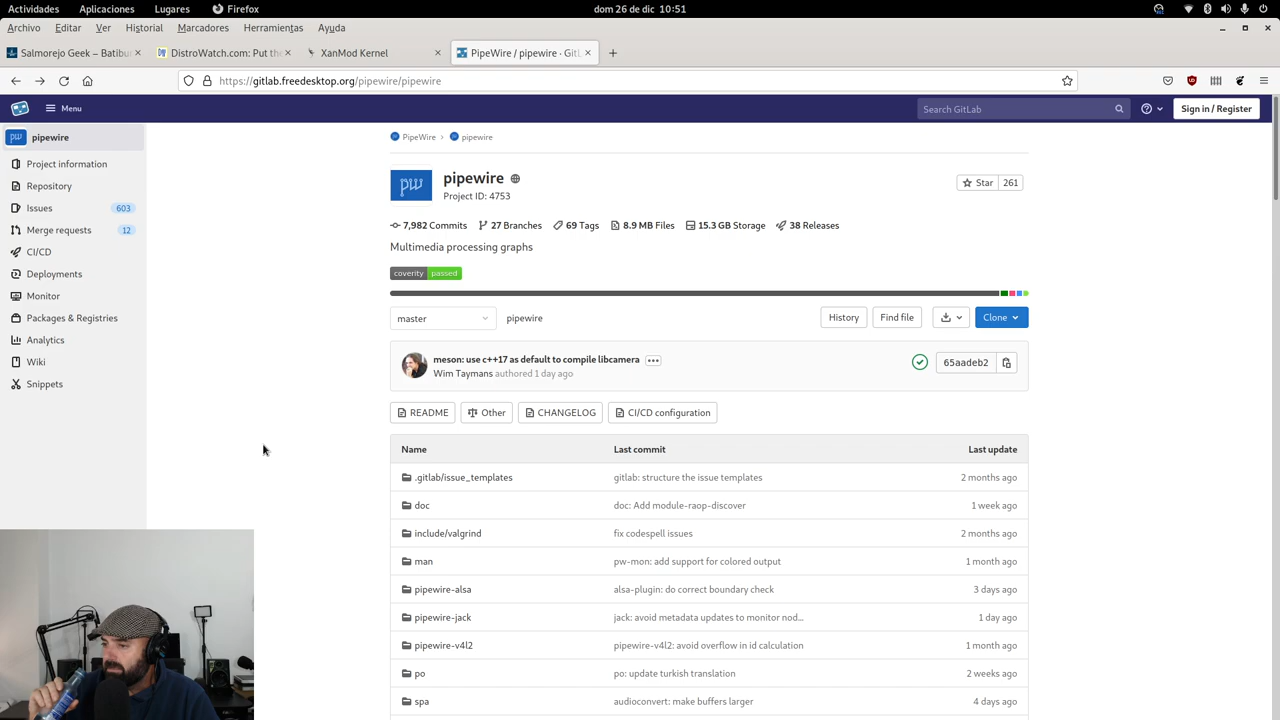 Actividades Aplicaciones Lugares Firefox dom 26 de dic 10:51
Archivo Editar Ver Historial Marcadores Herramientas Ayuda
Salmorejo Geek – Batibur DistroWatch.com: Put the XanMod Kernel PipeWire / pipewire · GitL
https://gitlab.freedesktop.org/pipewire/pipewire
Menu Search GitLab Sign in / Register
pw pipewire
Project information
Repository
Issues 603
Merge requests 12
CI/CD
Deployments
Monitor
Packages & Registries
Analytics
Wiki
Snippets
PipeWire › pipewire
pw pipewire
Project ID: 4753
Star 261
7,982 Commits 27 Branches 69 Tags 8.9 MB Files 15.3 GB Storage 38 Releases
Multimedia processing graphs
coverity passed
master pipewire History Find file Clone
meson: use c++17 as default to compile libcamera
Wim Taymans authored 1 day ago
65aadeb2
README Other CHANGELOG CI/CD configuration
Name Last commit Last update
.gitlab/issue_templates gitlab: structure the issue templates 2 months ago
doc doc: Add module-raop-discover 1 week ago
include/valgrind fix codespell issues 2 months ago
man pw-mon: add support for colored output 1 month ago
pipewire-alsa alsa-plugin: do correct boundary check 3 days ago
pipewire-jack jack: avoid metadata updates to monitor nod... 1 day ago
pipewire-v4l2 pipewire-v4l2: avoid overflow in id calculation 1 month ago
po po: update turkish translation 2 weeks ago
spa audioconvert: make buffers larger 4 days ago